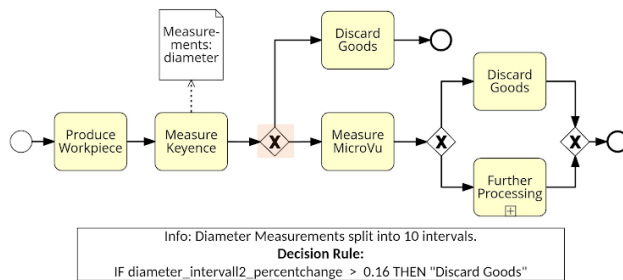 Measure-
ments:
diameter
Discard
Goods
Discard
Goods
Produce
Workpiece
Measure
Keyence
X
Measure
MicroVu
X
X
Further
Processing
Info: Diameter Measurements split into 10 intervals.
Decision Rule:
IF diameter_intervall2_percentchange > 0.16 THEN "Discard Goods"